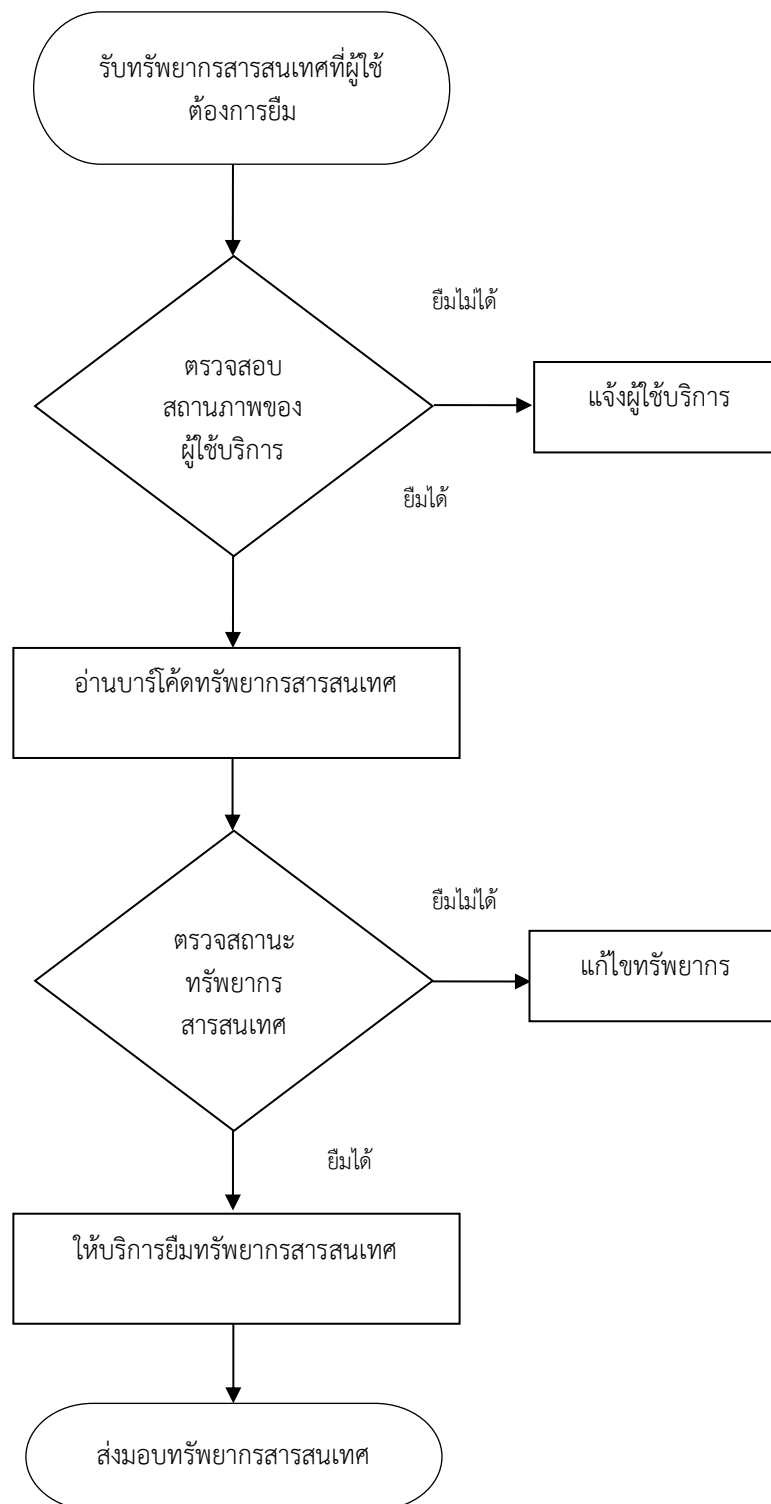 รับทรัพยากรสารสนเทศที่ผู้ใช้
ต้องการยืม
ยืมไม่ได้
ตรวจสอบ
สถานภาพของ
ผู้ใช้บริการ
แจ้งผู้ใช้บริการ
ยืมได้
อ่านบาร์โค้ดทรัพยากรสารสนเทศ
ยืมไม่ได้
ตรวจสถานะ
ทรัพยากร
สารสนเทศ
แก้ไขทรัพยากร
ยืมได้
ให้บริการยืมทรัพยากรสารสนเทศ
ส่งมอบทรัพยากรสารสนเทศ